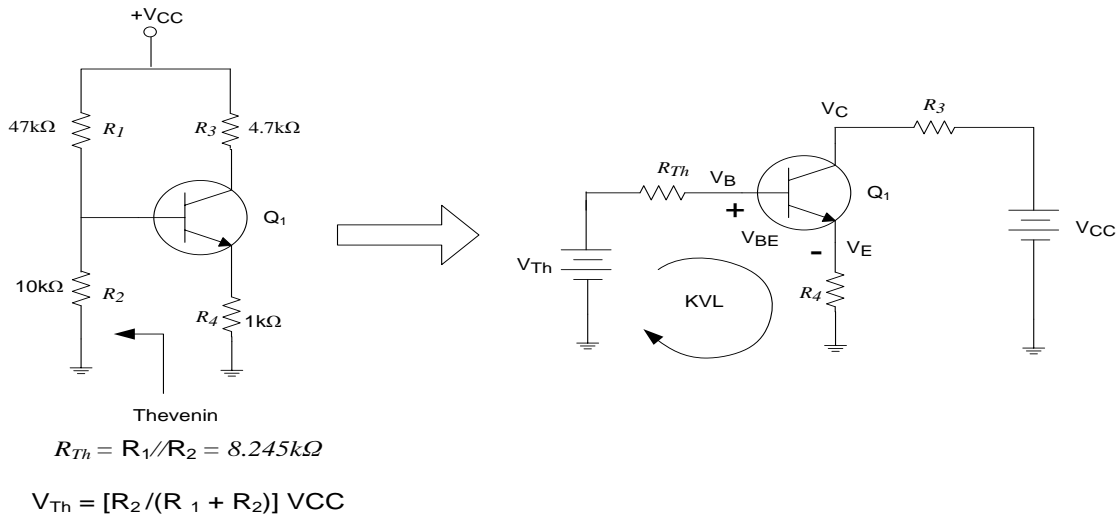 +VCC
47kΩ R1 R3 4.7kΩ
Q1
10kΩ R2
R4 1kΩ
Thevenin
RTh = R1//R2 = 8.245kΩ
VTh = [R2/(R 1 + R2)] VCC
VC R3
RTh VB
Q1
+
VBE
- VE
VTh
KVL
R4
VCC